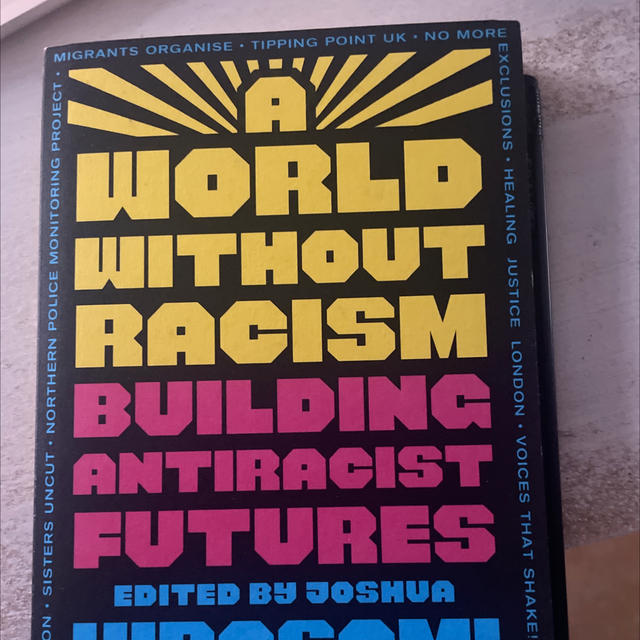 MIGRANTS ORGANISE • TIPPING POINT UK • NO MORE
EXCLUSIONS • HEALING JUSTICE LONDON • VOICES THAT SHAKE!
A
WORLD
WITHOUT
RACISM
BUILDING
ANTIRACIST
FUTURES
EDITED BY JOSHUA
• SISTERS UNCUT • NORTHERN POLICE MONITORING PROJECT •